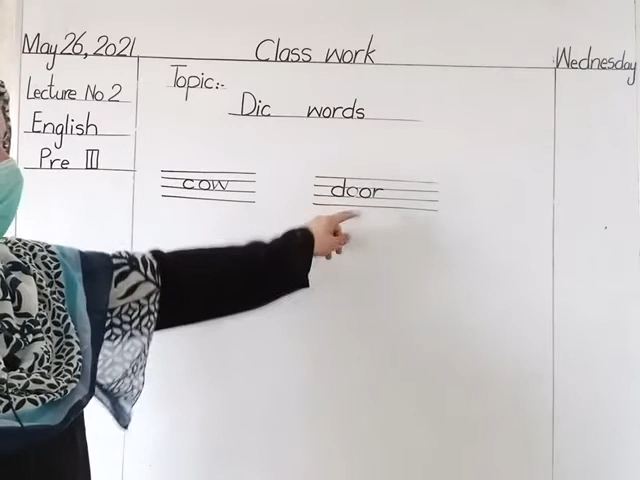 May 26, 2021 Class work Wednesday
Lecture No 2
English
Pre III
Topic:-
Dic words
cow door